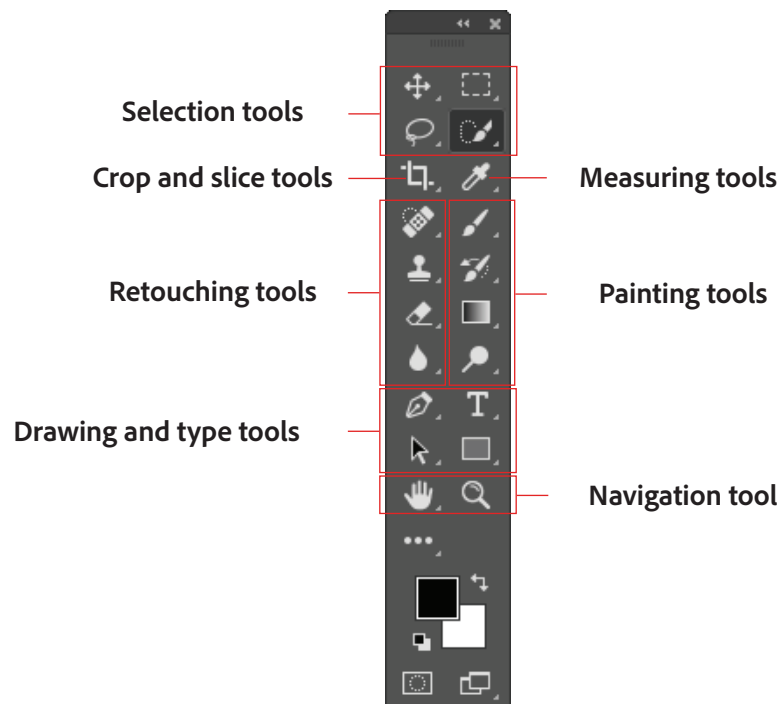 Selection tools
Crop and slice tools
Measuring tools
Retouching tools
Painting tools
Drawing and type tools
Navigation tool